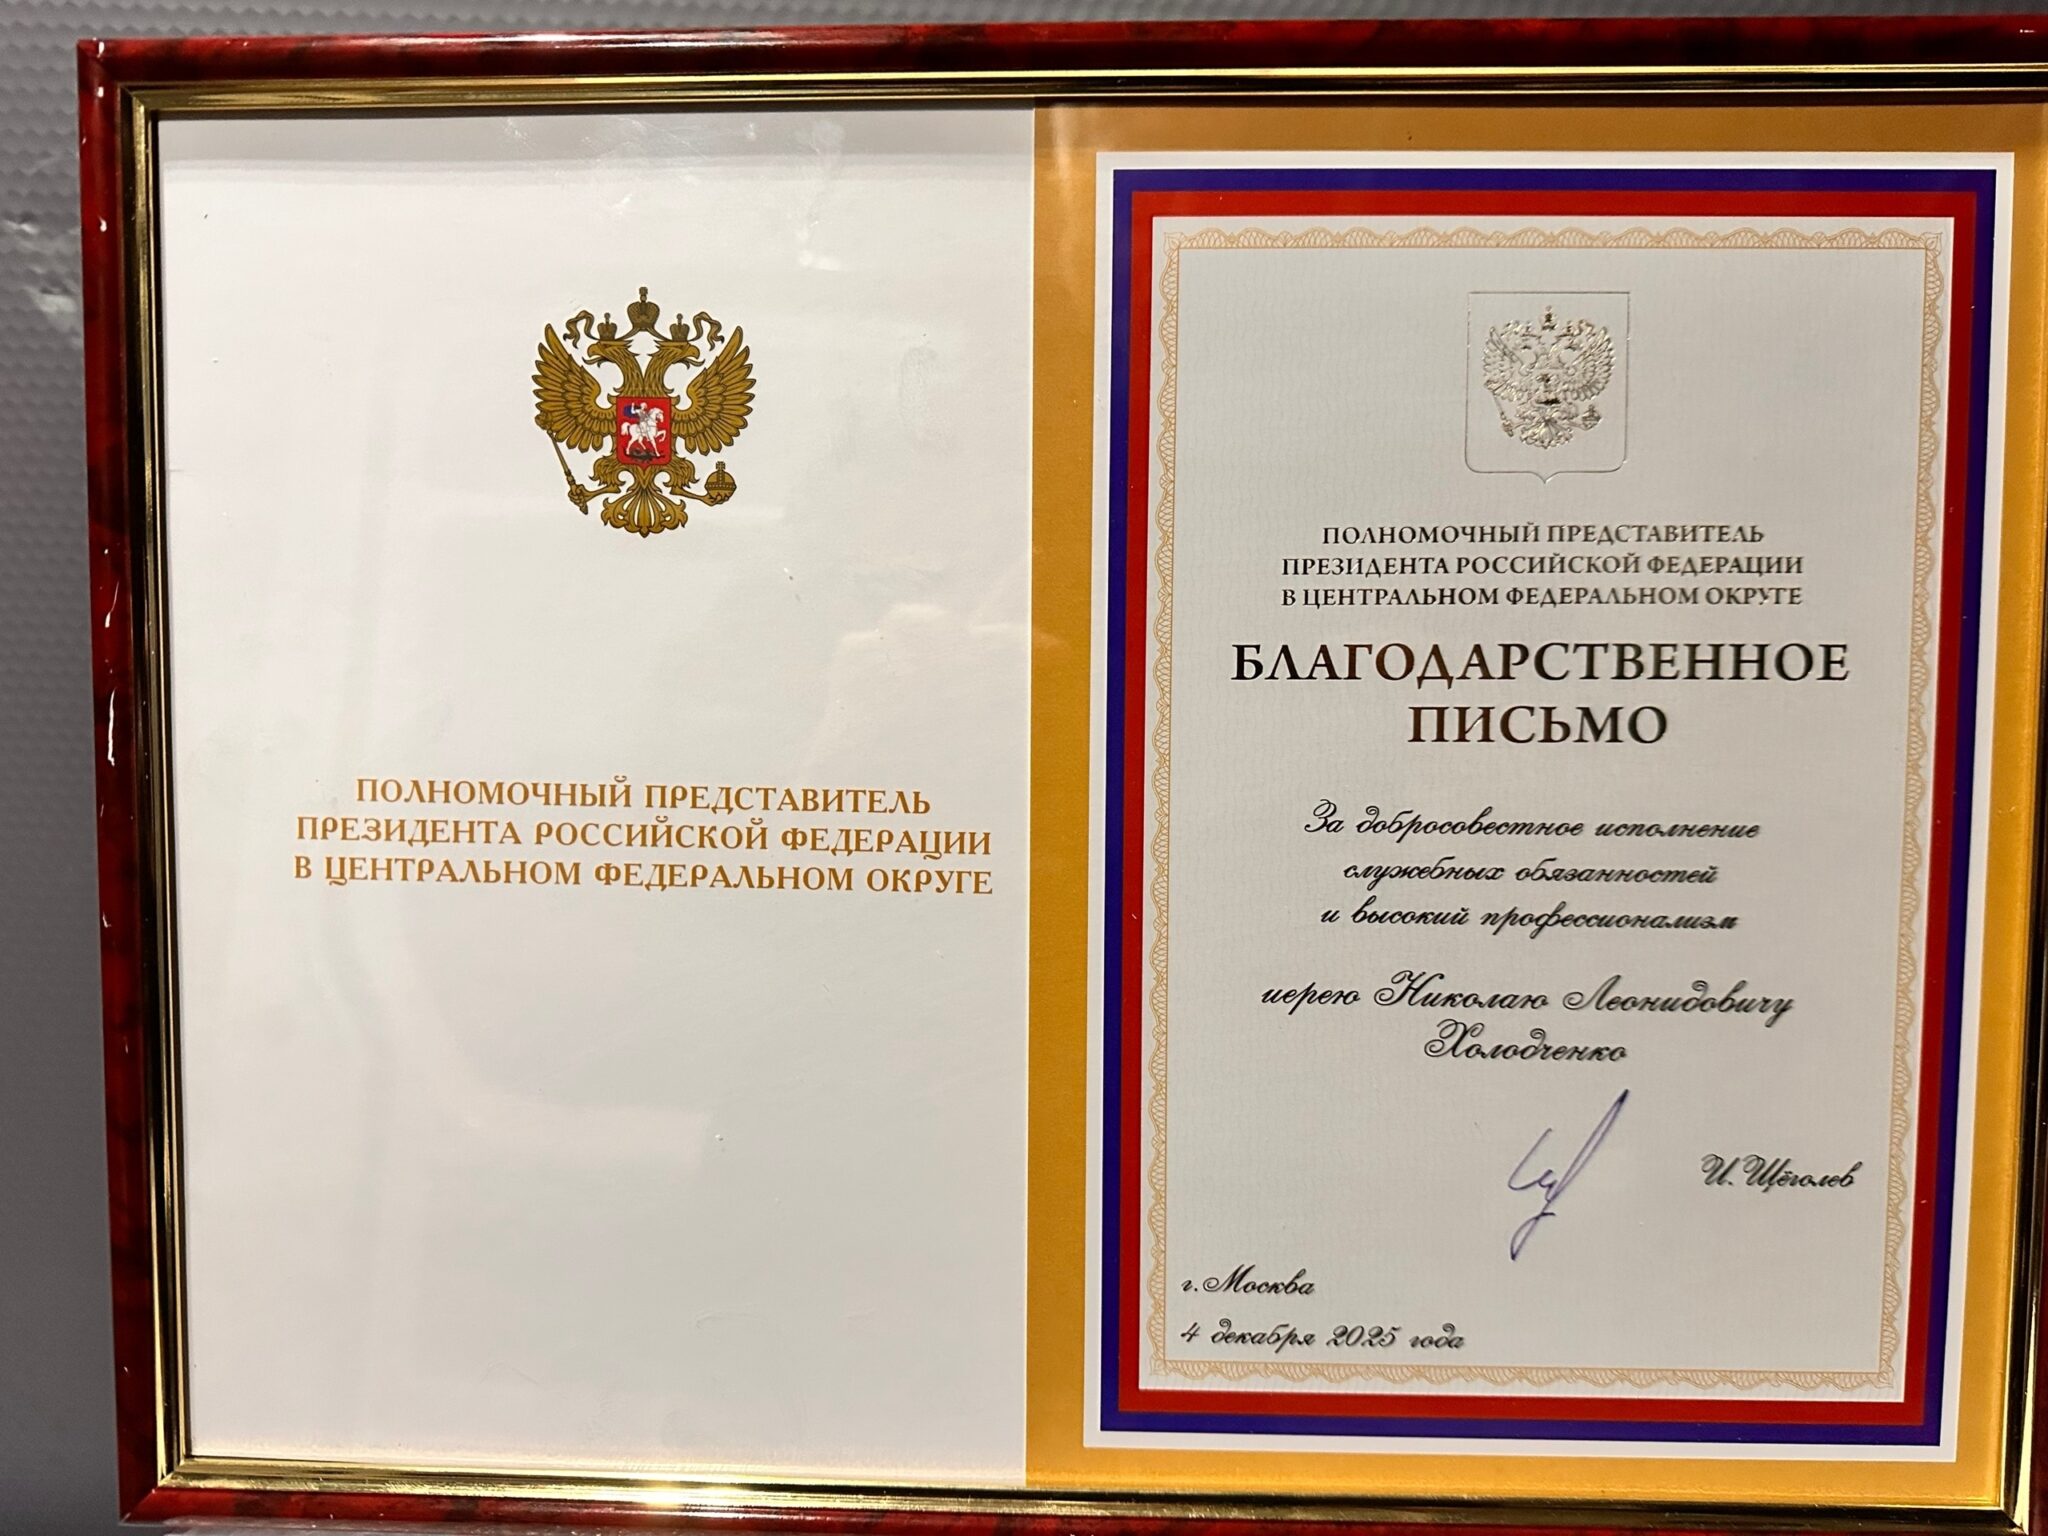 ПОЛНОМОЧНЫЙ ПРЕДСТАВИТЕЛЬ
ПРЕЗИДЕНТА РОССИЙСКОЙ ФЕДЕРАЦИИ
В ЦЕНТРАЛЬНОМ ФЕДЕРАЛЬНОМ ОКРУГЕ
ПОЛНОМОЧНЫЙ ПРЕДСТАВИТЕЛЬ
ПРЕЗИДЕНТА РОССИЙСКОЙ ФЕДЕРАЦИИ
В ЦЕНТРАЛЬНОМ ФЕДЕРАЛЬНОМ ОКРУГЕ
БЛАГОДАРСТВЕННОЕ
ПИСЬМО
За добросовестное исполнение
служебных обязанностей
и высокий профессионализм
иерею Николаю Леонидовичу
Холодченко
И. Щёголев
г. Москва
4 декабря 2025 года